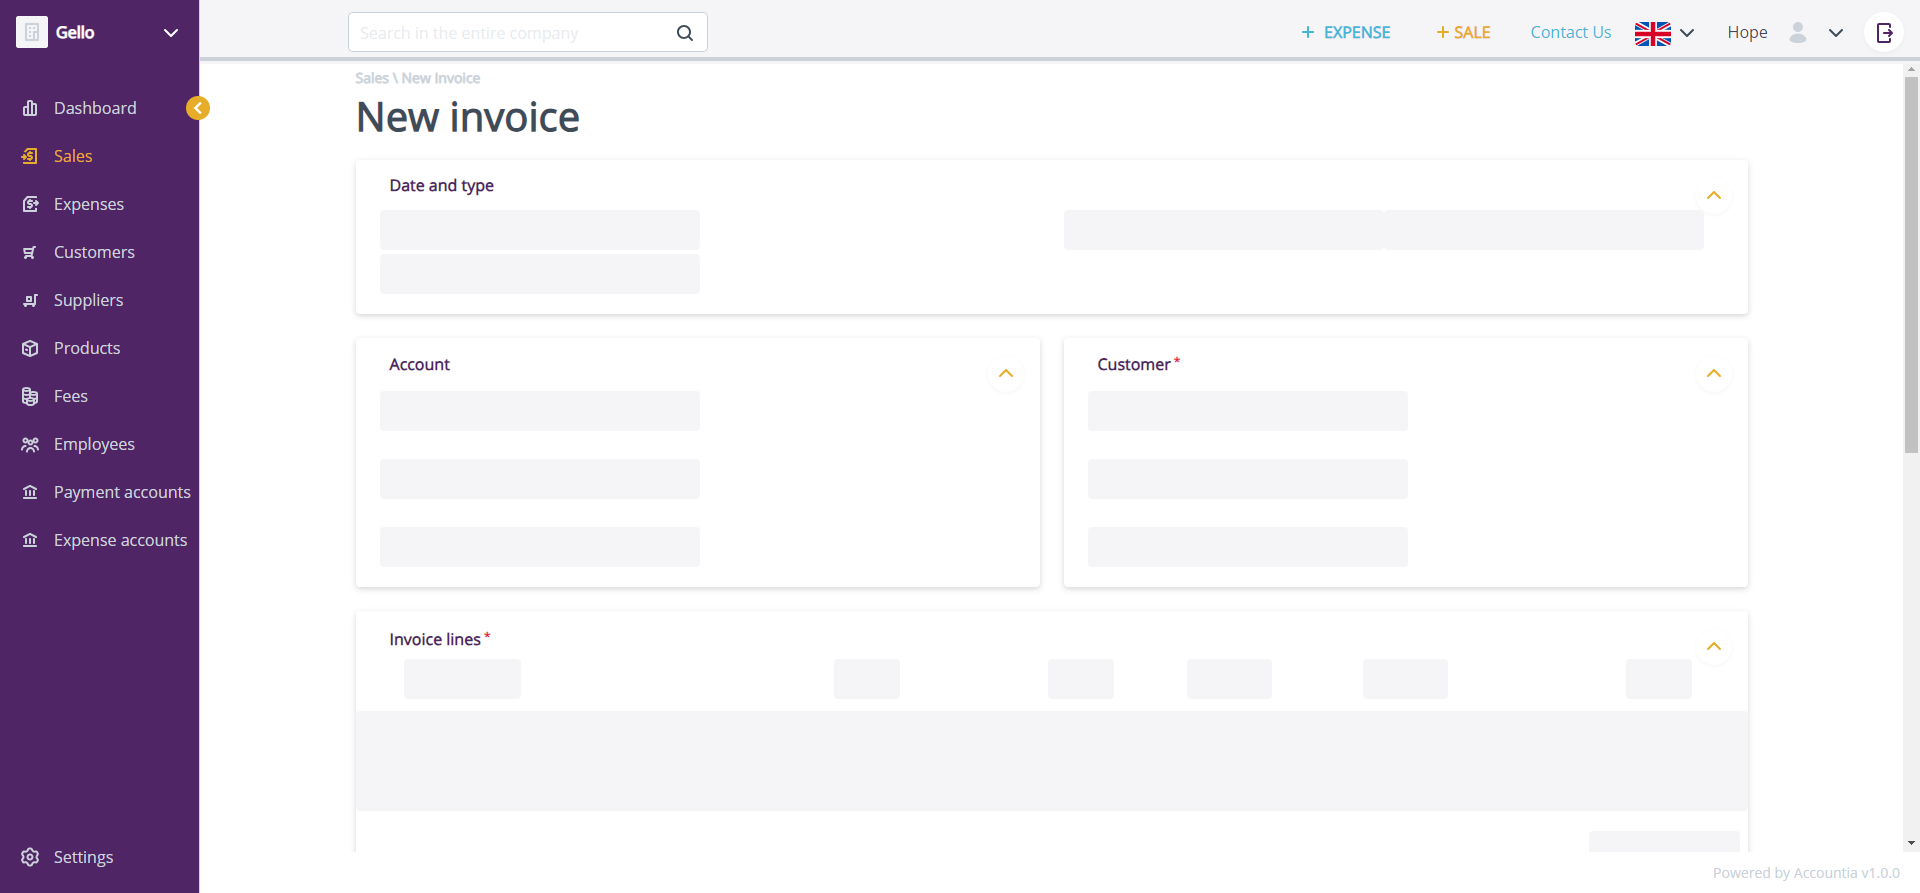 Gello
Search in the entire company
+ EXPENSE
+ SALE
Contact Us
Hope
Dashboard
Sales
Expenses
Customers
Suppliers
Products
Fees
Employees
Payment accounts
Expense accounts
Settings
Sales \ New Invoice
New invoice
Date and type
Account
Customer *
Invoice lines *
Powered by Accountia v1.0.0